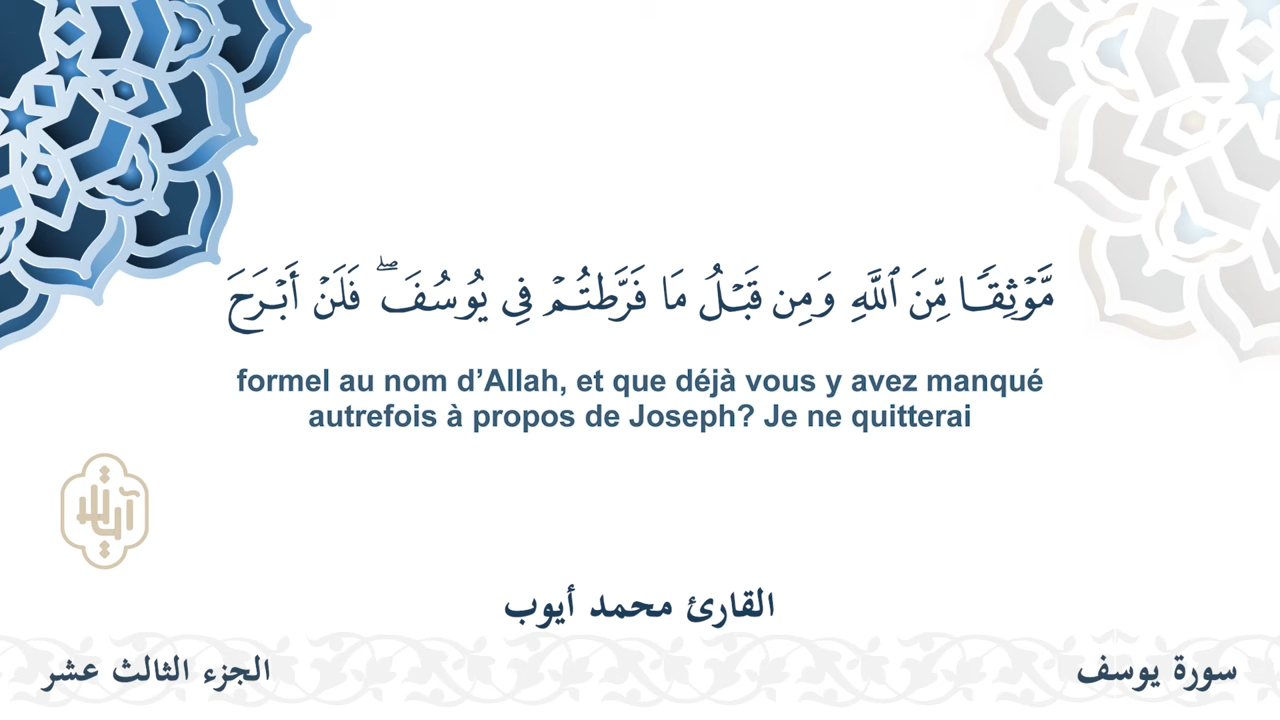 مَّوۡثِقٗا مِّنَ ٱللَّهِ وَمِن قَبۡلُ مَا فَرَّطتُمۡ فِي يُوسُفَۖ فَلَنۡ أَبۡرَحَ
formel au nom d’Allah, et que déjà vous y avez manqué
autrefois à propos de Joseph? Je ne quitterai
القارئ محمد أيوب
سورة يوسف
الجزء الثالث عشر